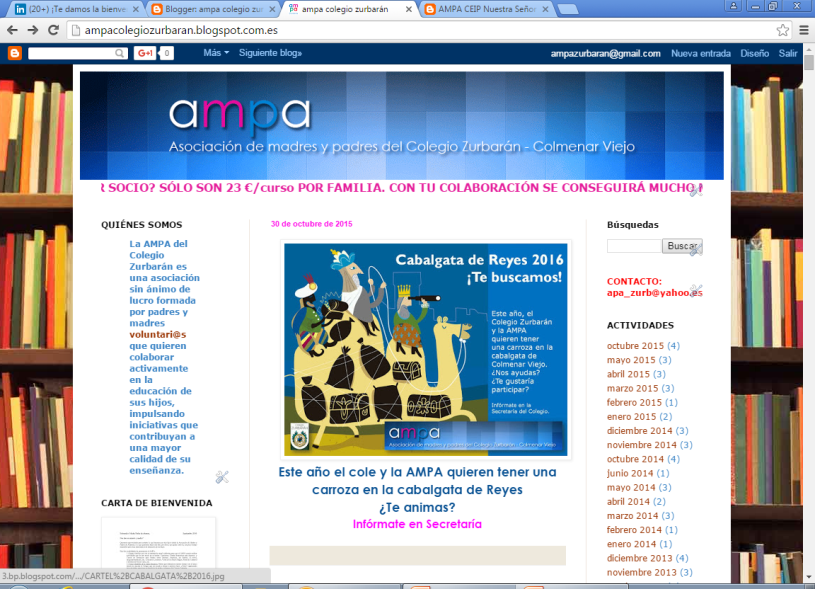 (20+) ¡Te damos la bienve
Blogger: ampa colegio zur
ampa colegio zurbarán
AMPA CEIP Nuestra Señor
ampacolegiozurbaran.blogspot.com.es
G+1 0 Más Siguiente blog» ampazurbaran@gmail.com Nueva entrada Diseño Salir
ampa
Asociación de madres y padres del Colegio Zurbarán - Colmenar Viejo
R SOCIO? SÓLO SON 23 €/curso POR FAMILIA. CON TU COLABORACIÓN SE CONSEGUIRÁ MUCHO M
QUIÉNES SOMOS
La AMPA del
Colegio
Zurbarán es
una asociación
sin ánimo de
lucro formada
por padres y
madres
voluntari@s
que quieren
colaborar
activamente
en la
educación de
sus hijos,
impulsando
iniciativas que
contribuyan a
una mayor
calidad de su
enseñanza.
CARTA DE BIENVENIDA
30 de octubre de 2015
Cabalgata de Reyes 2016
¡Te buscamos!
Este año, el
Colegio Zurbarán
y la AMPA
quieren tener
una carroza en la
cabalgata de
Colmenar Viejo.
¿Nos ayudas?
¿Te gustaría
participar?
Infórmate en la
Secretaría del Colegio.
ampa
Asociación de madres y padres del Colegio Zurbarán - Colmenar Viejo
Este año el cole y la AMPA quieren tener una
carroza en la cabalgata de Reyes
¿Te animas?
Infórmate en Secretaría
Búsquedas
Buscar
CONTACTO:
apa_zurb@yahoo.es
ACTIVIDADES
octubre 2015 (4)
mayo 2015 (3)
abril 2015 (3)
marzo 2015 (3)
febrero 2015 (1)
enero 2015 (2)
diciembre 2014 (3)
noviembre 2014 (3)
octubre 2014 (4)
junio 2014 (1)
mayo 2014 (3)
abril 2014 (2)
marzo 2014 (3)
febrero 2014 (1)
enero 2014 (1)
diciembre 2013 (4)
noviembre 2013 (3)
3.bp.blogspot.com/.../CARTEL%2BCABALGATA%2B2016.jpg